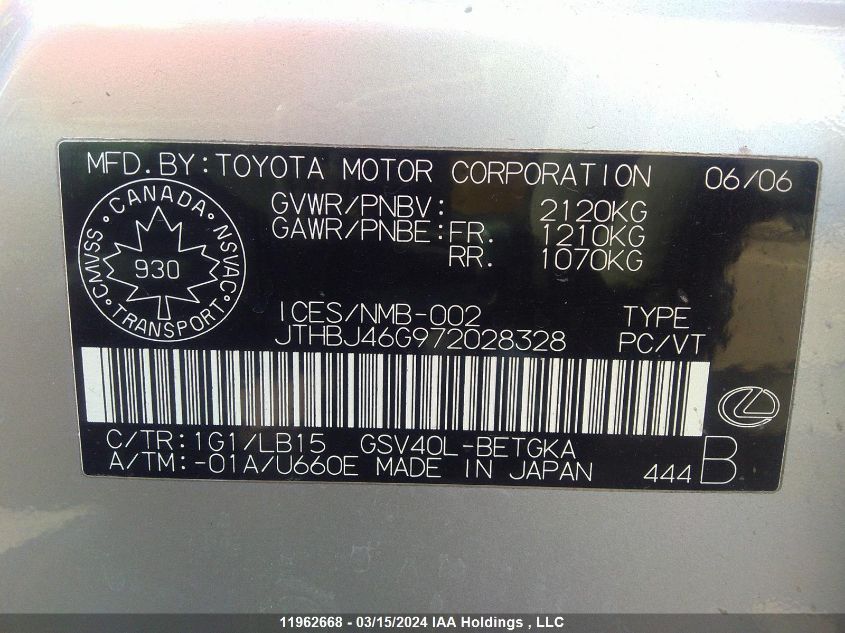 MFD.BY:TOYOTA MOTOR CORPORATION 06/06
GVWR/PNBV: 2120KG
GAWR/PNBE:FR. 1210KG
RR. 1070KG
CANADA
CMVSS NSVAC
930
TRANSPORT
ICES/NMB-002 TYPE
JTHBJ46G972028328 PC/VT
C/TR:1G1/LB15 GSV40L-BETGKA
A/TM:-01A/U660E MADE IN JAPAN 444 B
11962668 - 03/15/2024 IAA Holdings , LLC